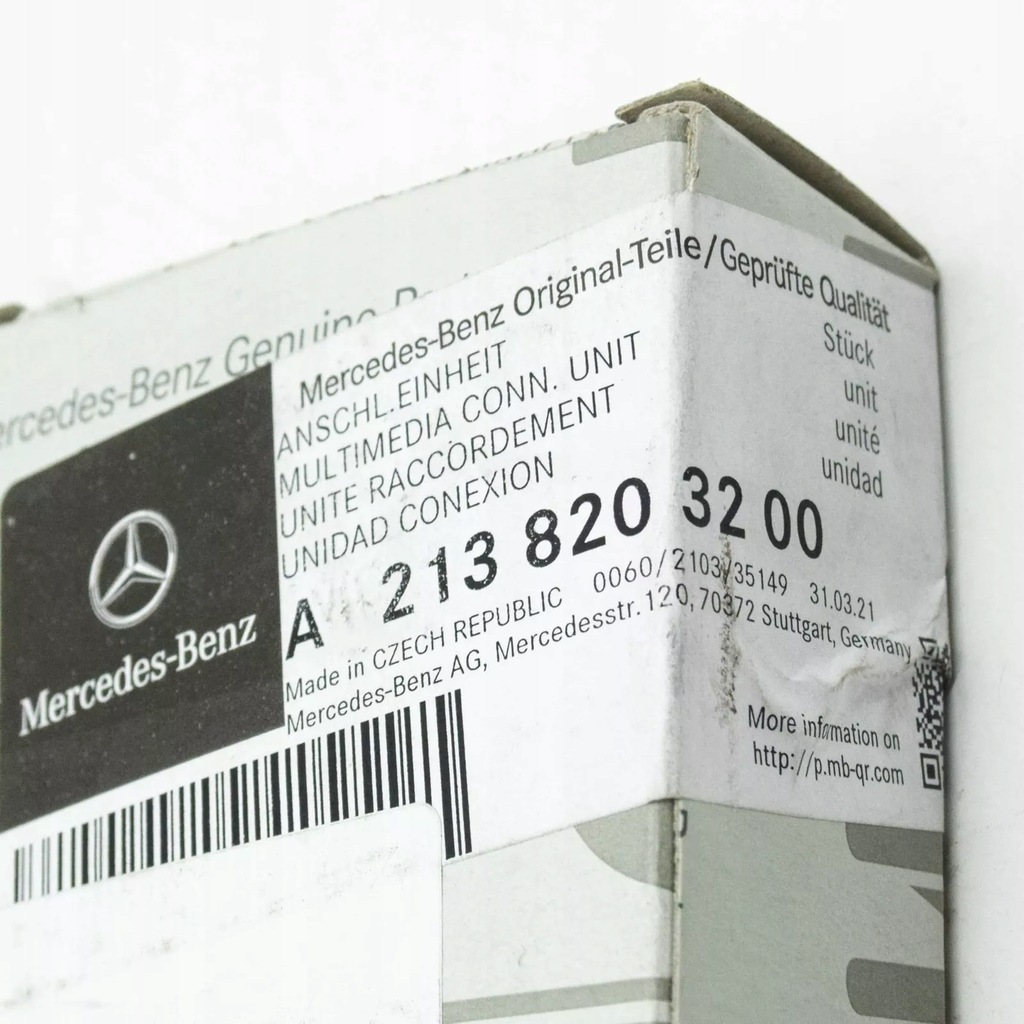 Mercedes-Benz Genuine
Mercedes-Benz Original-Teile/Geprüfte Qualität
ANSCHL.EINHEIT
MULTIMEDIA CONN. UNIT
UNITE RACCORDEMENT
UNIDAD CONEXION
Stück
unit
unité
unidad
A 213 820 32 00
Made in CZECH REPUBLIC 0060/2103/35149 31.03.21
Mercedes-Benz AG, Mercedesstr. 120, 70372 Stuttgart, Germany
Mercedes-Benz
More information on
http://p.mb-qr.com